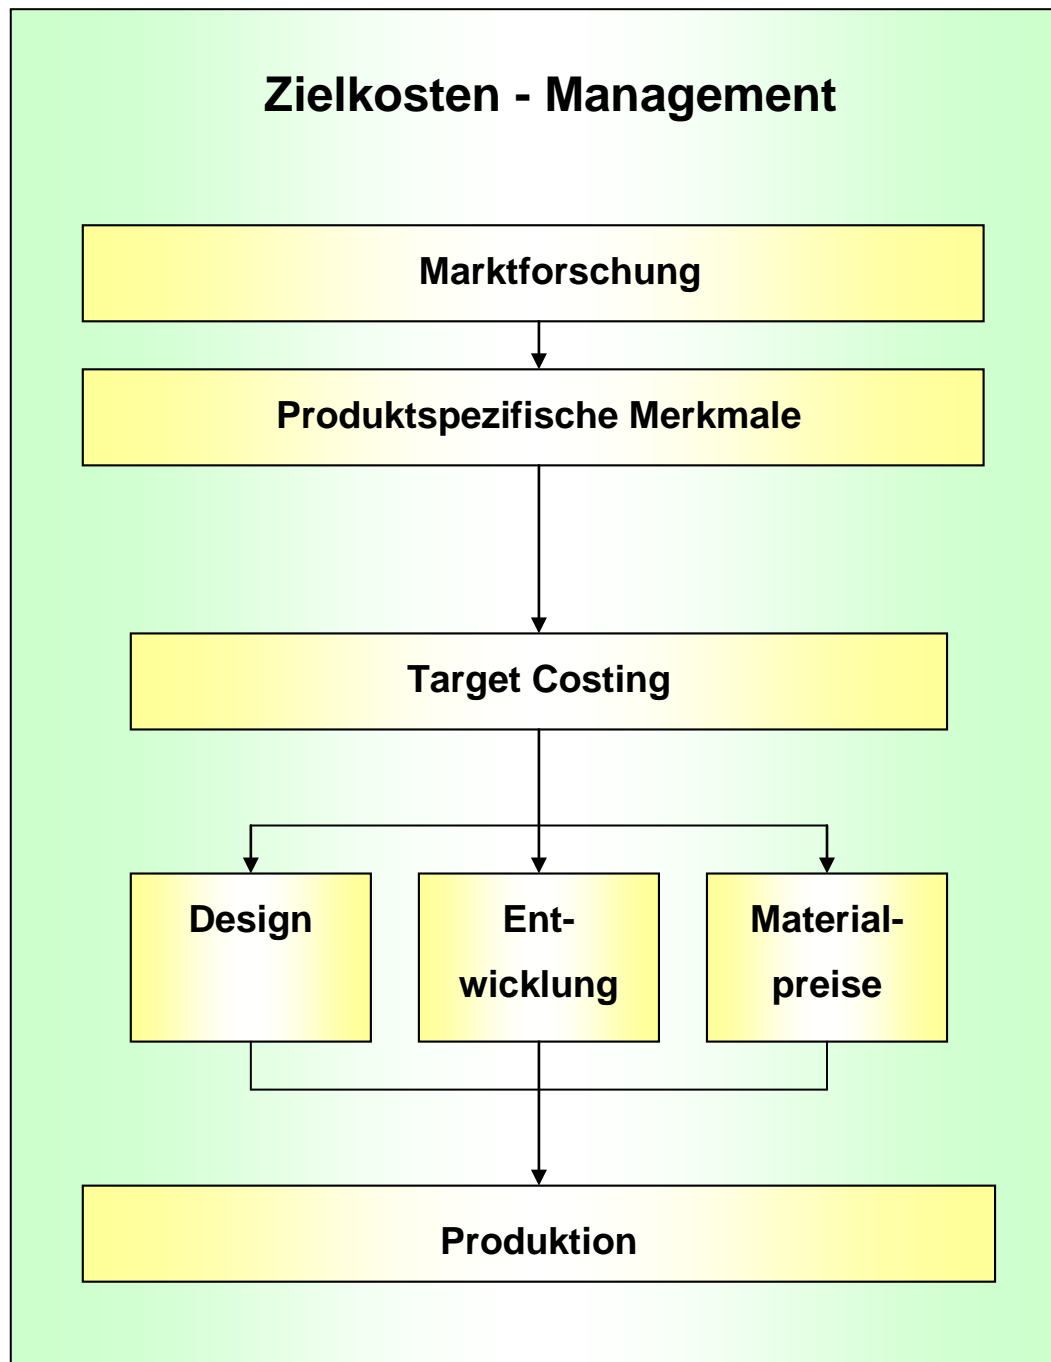 Zielkosten - Management
Marktforschung
Produktspezifische Merkmale
Target Costing
Design
Ent-
wicklung
Material-
preise
Produktion